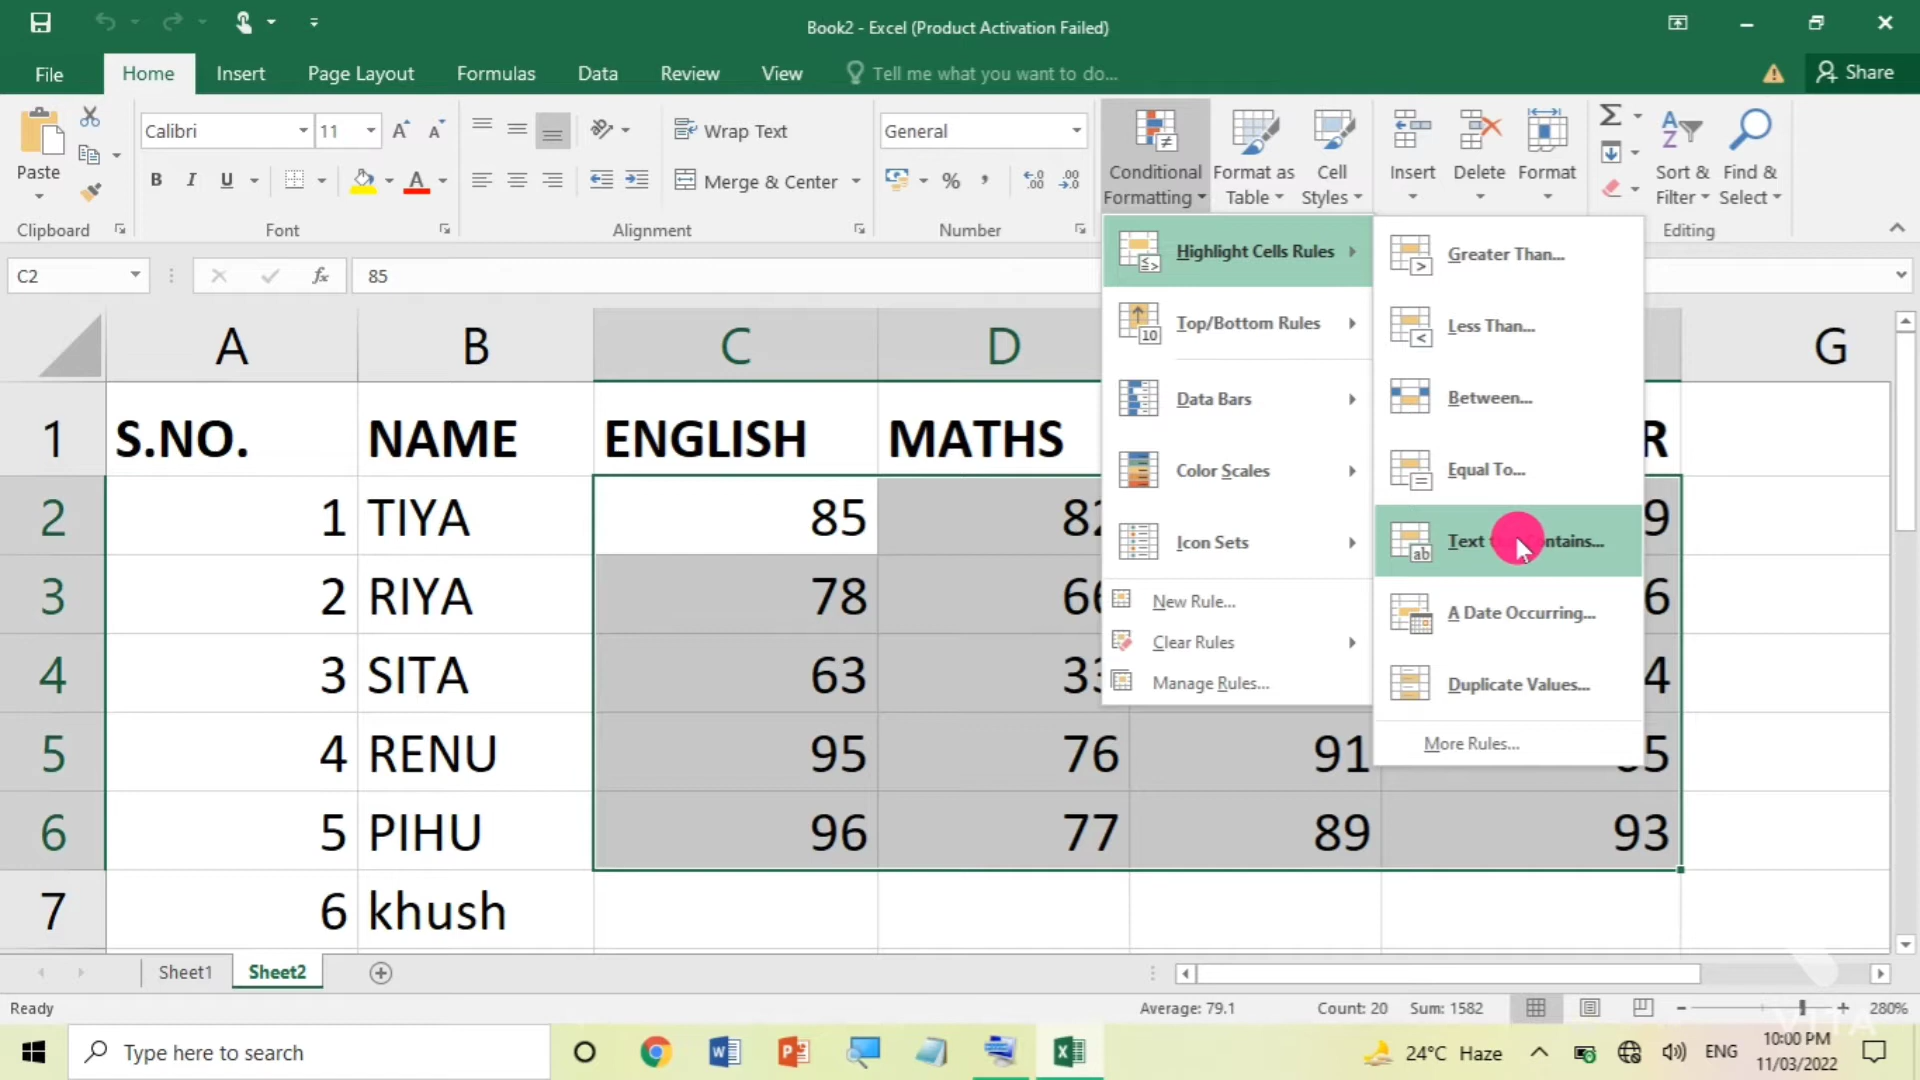 Book2 - Excel (Product Activation Failed)
File Home Insert Page Layout Formulas Data Review View Tell me what you want to do... Share
Paste
Clipboard
Calibri 11
B I U
Font
Wrap Text
Merge & Center
Alignment
General
%
Number
Conditional Formatting
Format as Table
Cell Styles
Insert
Delete
Format
Sort & Filter
Find & Select
Editing
C2 fx 85
Highlight Cells Rules
Top/Bottom Rules
Data Bars
Color Scales
Icon Sets
New Rule...
Clear Rules
Manage Rules...
Greater Than...
Less Than...
Between...
Equal To...
Text
A Date Occurring...
Duplicate Values...
More Rules...
A B C D G
1 S.NO. NAME ENGLISH MATHS R
2 1 TIYA 85 82 9
3 2 RIYA 78 66 6
4 3 SITA 63 33 4
5 4 RENU 95 76 91 5
6 5 PIHU 96 77 89 93
7 6 khush
Sheet1 Sheet2
Ready Average: 79.1 Count: 20 Sum: 1582 280%
VITA
Type here to search 24°C Haze ENG 10:00 PM
11/03/2022